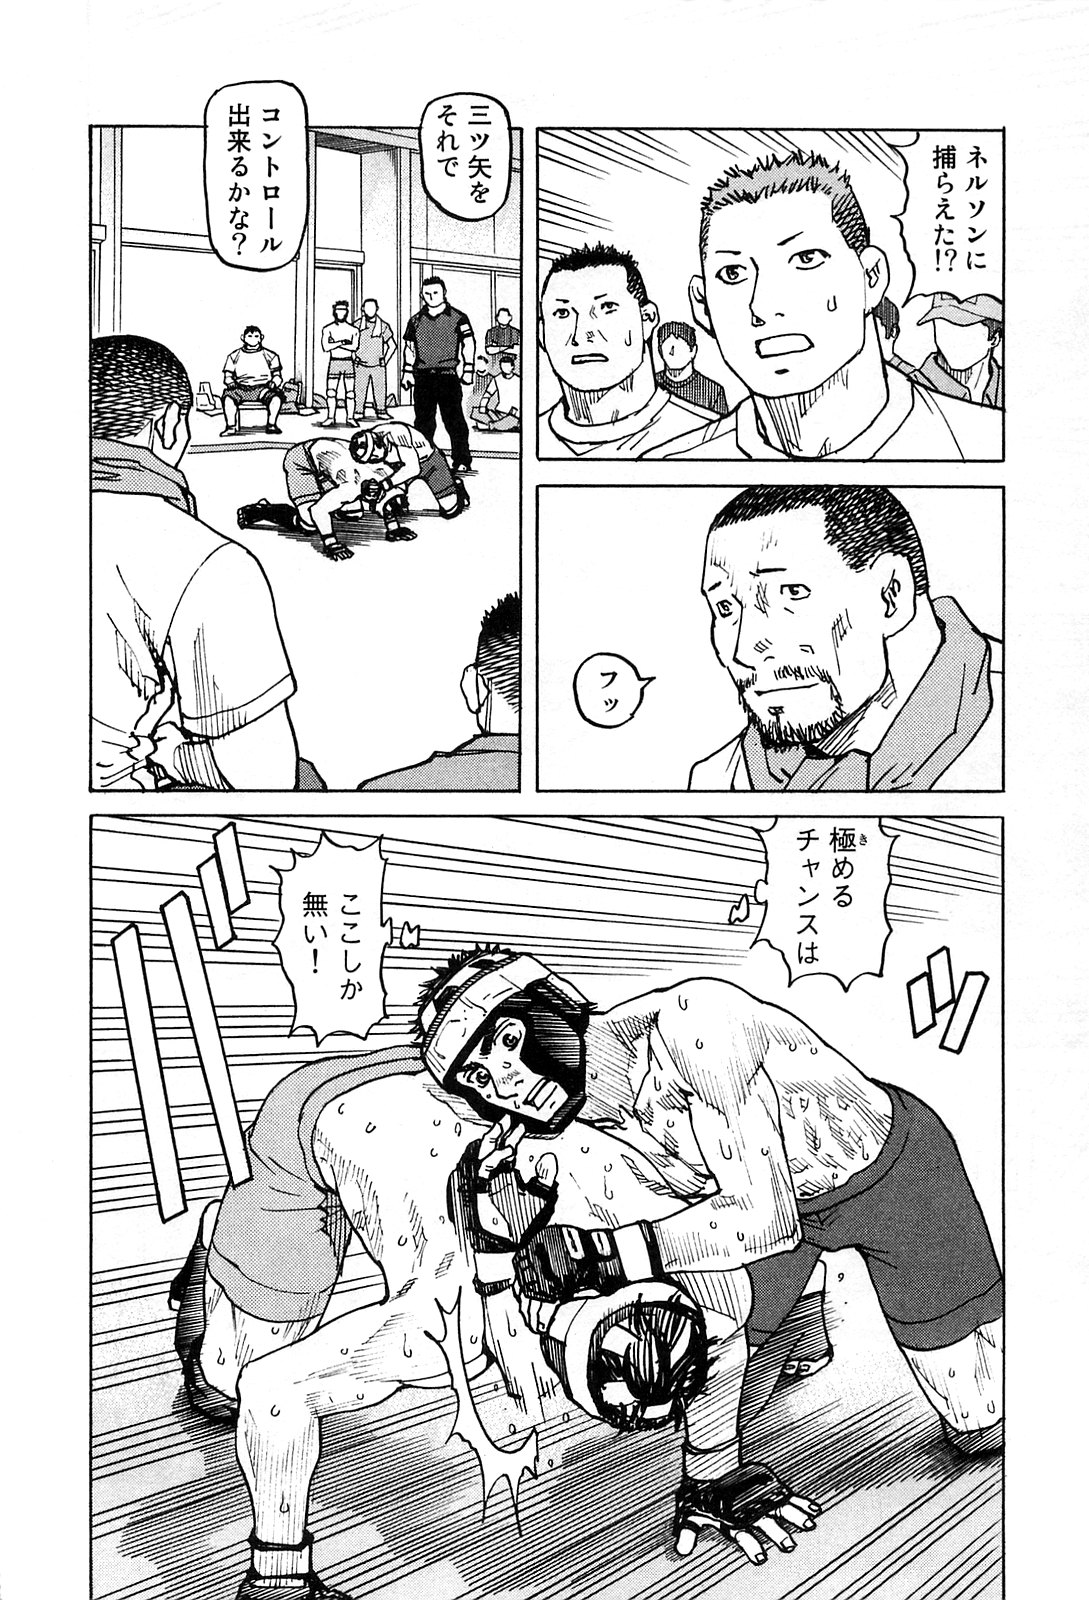 ネルソンに
捕らえた!?
フッ
三ツ矢を
それで
コントロール
出来るかな?
極める
き
チャンスは
ここしか
無い!